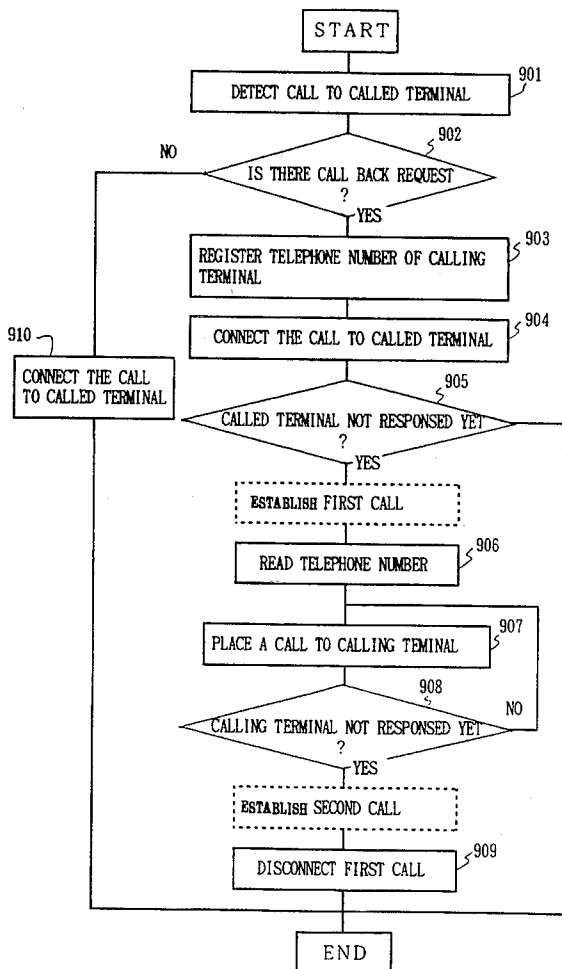 START
901
DETECT CALL TO CALLED TERMINAL
902
NO
IS THERE CALL BACK REQUEST
?
YES
903
REGISTER TELEPHONE NUMBER OF CALLING
TERMINAL
904
CONNECT THE CALL TO CALLED TERMINAL
910
CONNECT THE CALL
TO CALLED TERMINAL
905
CALLED TERMINAL NOT RESPONSED YET
?
YES
ESTABLISH FIRST CALL
906
READ TELEPHONE NUMBER
907
PLACE A CALL TO CALLING TEMINAL
908
NO
CALLING TERMINAL NOT RESPONSED YET
?
YES
ESTABLISH SECOND CALL
909
DISCONNECT FIRST CALL
END